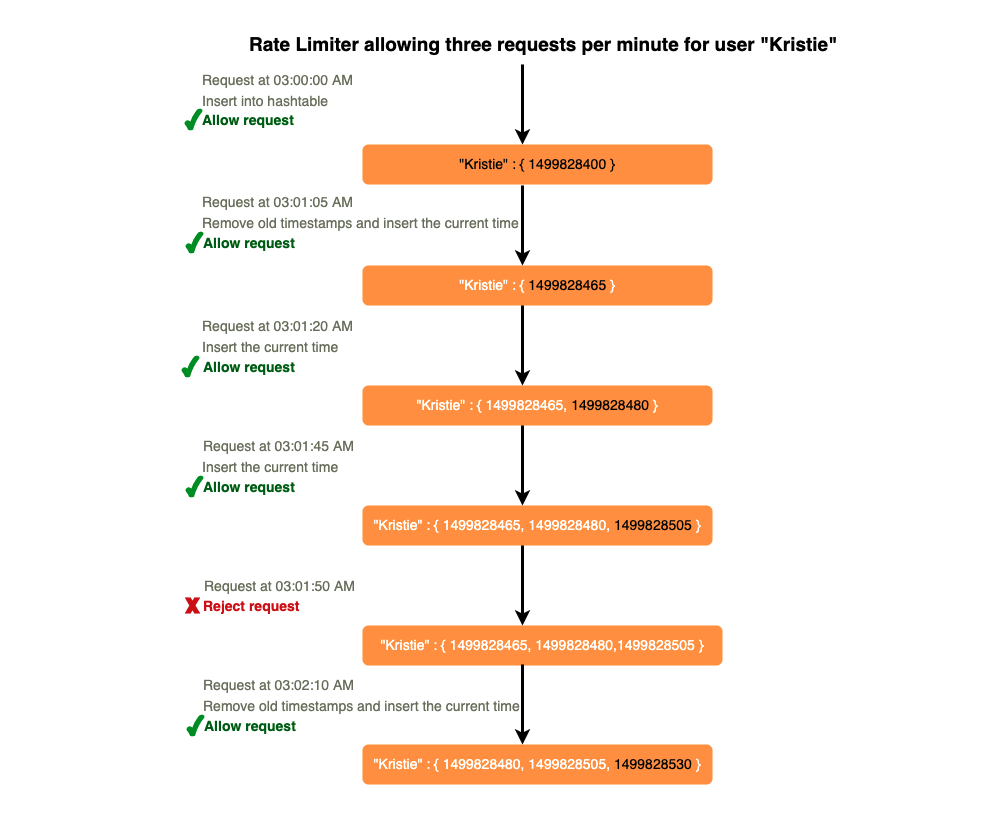 Rate Limiter allowing three requests per minute for user "Kristie"
Request at 03:00:00 AM
Insert into hashtable
Allow request
"Kristie" : { 1499828400 }
Request at 03:01:05 AM
Remove old timestamps and insert the current time
Allow request
"Kristie" : { 1499828465 }
Request at 03:01:20 AM
Insert the current time
Allow request
"Kristie" : { 1499828465, 1499828480 }
Request at 03:01:45 AM
Insert the current time
Allow request
"Kristie" : { 1499828465, 1499828480, 1499828505 }
Request at 03:01:50 AM
Reject request
"Kristie" : { 1499828465, 1499828480,1499828505 }
Request at 03:02:10 AM
Remove old timestamps and insert the current time
Allow request
"Kristie" : { 1499828480, 1499828505, 1499828530 }